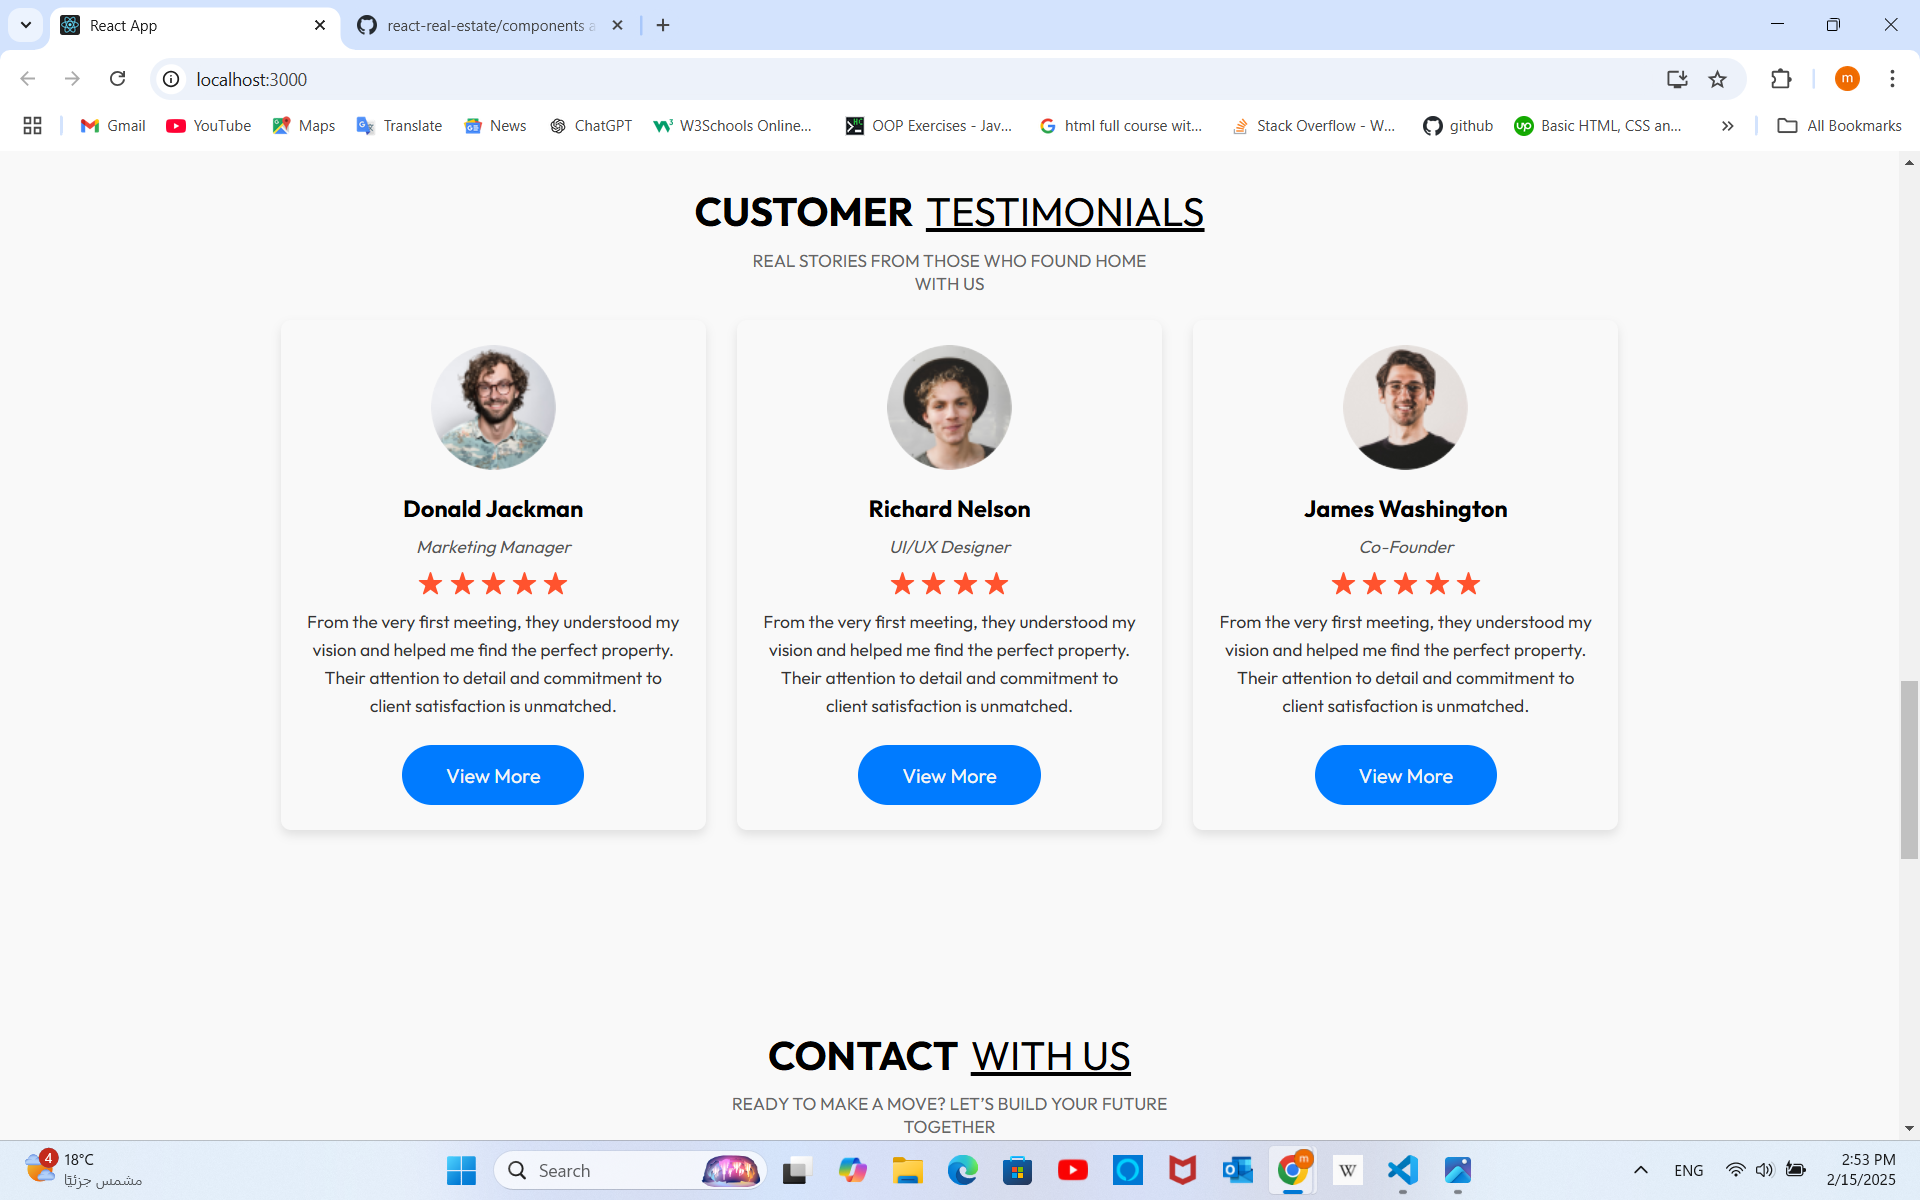 React App
react-real-estate/components a
localhost:3000
m
Gmail
YouTube
Maps
Translate
News
ChatGPT
W3Schools Online...
OOP Exercises - Jav...
html full course wit...
Stack Overflow - W...
github
Basic HTML, CSS an...
All Bookmarks
CUSTOMER TESTIMONIALS
REAL STORIES FROM THOSE WHO FOUND HOME
WITH US
Donald Jackman
Marketing Manager
From the very first meeting, they understood my
vision and helped me find the perfect property.
Their attention to detail and commitment to
client satisfaction is unmatched.
View More
Richard Nelson
UI/UX Designer
From the very first meeting, they understood my
vision and helped me find the perfect property.
Their attention to detail and commitment to
client satisfaction is unmatched.
View More
James Washington
Co-Founder
From the very first meeting, they understood my
vision and helped me find the perfect property.
Their attention to detail and commitment to
client satisfaction is unmatched.
View More
CONTACT WITH US
READY TO MAKE A MOVE? LET’S BUILD YOUR FUTURE
TOGETHER
4
18°C
مشمس جزئيًا
Search
m
W
ENG
2:53 PM
2/15/2025